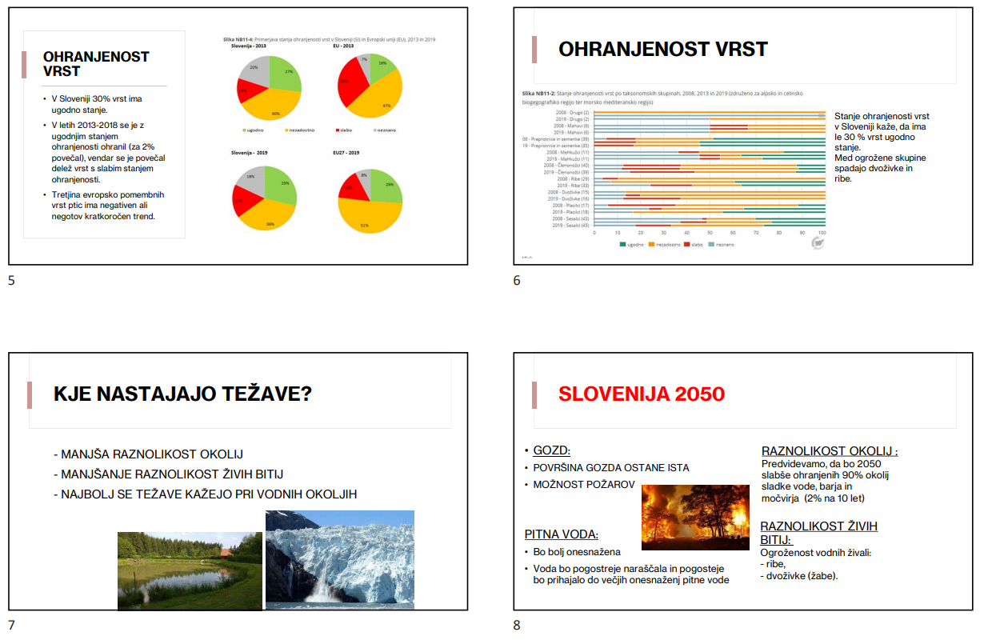 OHRANJENOST
VRST
• V Sloveniji 30% vrst ima
ugodno stanje.
• V letih 2013-2018 se je z
ugodnim stanjem
ohranjenosti ohranil (za 2%
povečal), vendar se je povečal
delež vrst s slabim stanjem
ohranjenosti.
• Tretjina evropsko pomembnih
vrst ptic ima negativen ali
negotov kratkoročen trend.
Slika NB11-4: Primerjava stanja ohranjenosti vrst v Sloveniji (SI) in Evropski uniji (EU), 2013 in 2019
Slovenija - 2013
EU - 2013
20%
27%
40%
7%
16%
47%
ugodno
nezadostno
slabo
neznano
Slovenija - 2019
EU27 - 2019
18%
29%
36%
8%
26%
51%
5
OHRANJENOST VRST
Slika NB11-2: Stanje ohranjenosti vrst po taksonomskih skupinah, 2008, 2013 in 2019 (združeno za alpsko in celinsko
biogeografsko regijo ter morsko mediteransko regijo)
2008 - Drugo (2)
2019 - Drugo (2)
2008 - Mahovi (6)
2019 - Mahovi (6)
08 - Praprotnice in semenke (39)
19 - Praprotnice in semenke (35)
2008 - Mehkužci (11)
2019 - Mehkužci (11)
2008 - Členonožci (40)
2019 - Členonožci (39)
2008 - Ribe (29)
2019 - Ribe (33)
2008 - Dvoživke (15)
2019 - Dvoživke (16)
2008 - Plazilci (17)
2019 - Plazilci (18)
2008 - Sesalci (43)
2019 - Sesalci (45)
0 10 20 30 40 50 60 70 80 90 100
ugodno nezadostno slabo neznano
Stanje ohranjenosti vrst
v Sloveniji kaže, da ima
le 30 % vrst ugodno
stanje.
Med ogrožene skupine
spadajo dvoživke in
ribe.
6
KJE NASTAJAJO TEŽAVE?
- MANJŠA RAZNOLIKOST OKOLIJ
- MANJŠANJE RAZNOLIKOST ŽIVIH BITIJ
- NAJBOLJ SE TEŽAVE KAŽEJO PRI VODNIH OKOLJIH
7
SLOVENIJA 2050
• GOZD:
• POVRŠINA GOZDA OSTANE ISTA
• MOŽNOST POŽAROV
PITNA VODA:
• Bo bolj onesnažena
• Voda bo pogostreje naraščala in pogosteje
bo prihajalo do večjih onesnaženj pitne vode
RAZNOLIKOST OKOLIJ :
Predvidevamo, da bo 2050
slabše ohranjenih 90% okolij
sladke vode, barja in
močvirja (2% na 10 let)
RAZNOLIKOST ŽIVIH
BITIJ:
Ogroženost vodnih živali:
- ribe,
- dvoživke (žabe).
8